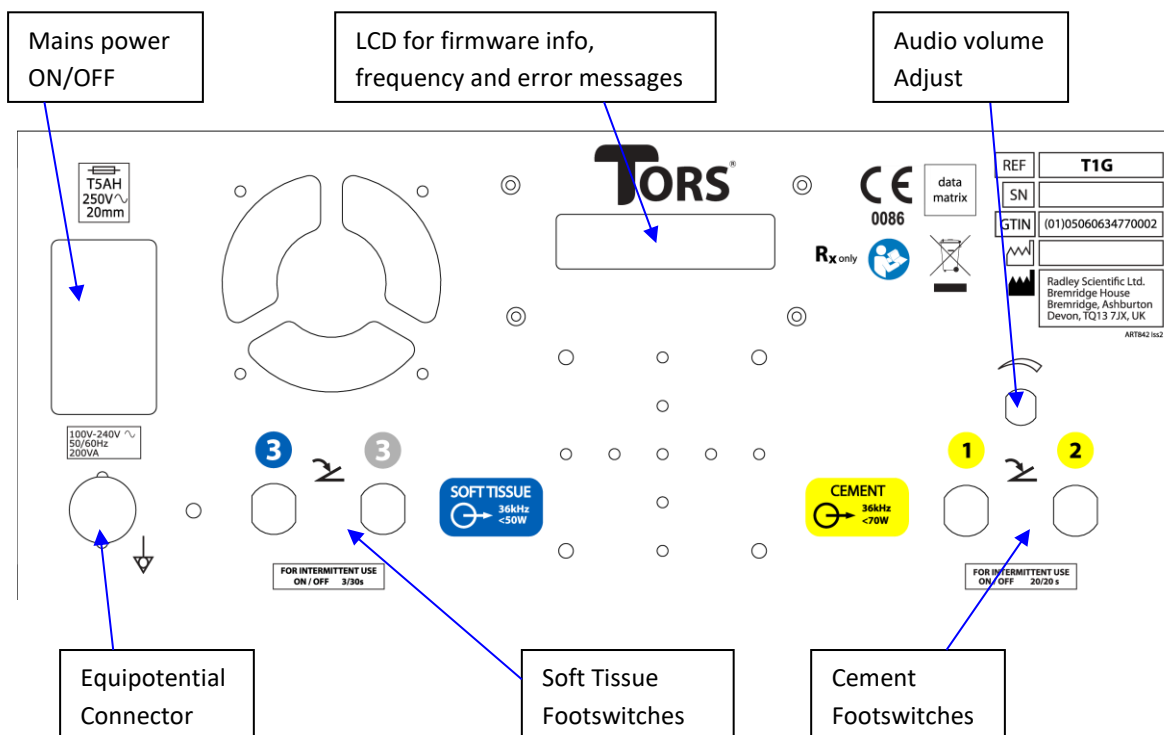 Mains power
ON/OFF
LCD for firmware info,
frequency and error messages
Audio volume
Adjust
T5AH
250V
20mm
TORS®
CE
0086
data
matrix
Rx only
REF
T1G
SN
GTIN
(01)05060634770002
Radley Scientific Ltd.
Bremridge House
Bremridge, Ashburton
Devon, TQ13 7JX, UK
ART842 Iss2
100V-240V
50/60Hz
200VA
3
3
SOFT TISSUE
36kHz
<50W
FOR INTERMITTENT USE
ON / OFF 3/30s
CEMENT
36kHz
<70W
1
2
FOR INTERMITTENT USE
ON / OFF 20/20 s
Equipotential
Connector
Soft Tissue
Footswitches
Cement
Footswitches